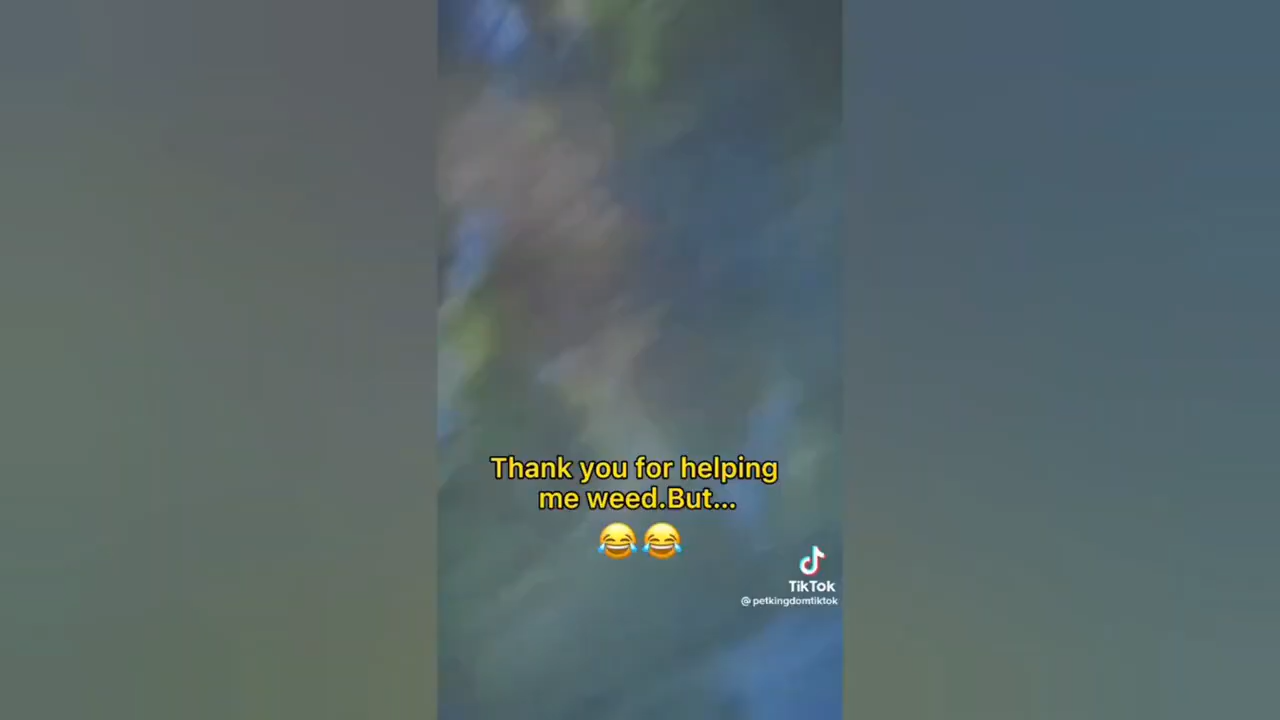 Thank you for helping
me weed.But...
😂😂
TikTok
@petkingdomtiktok